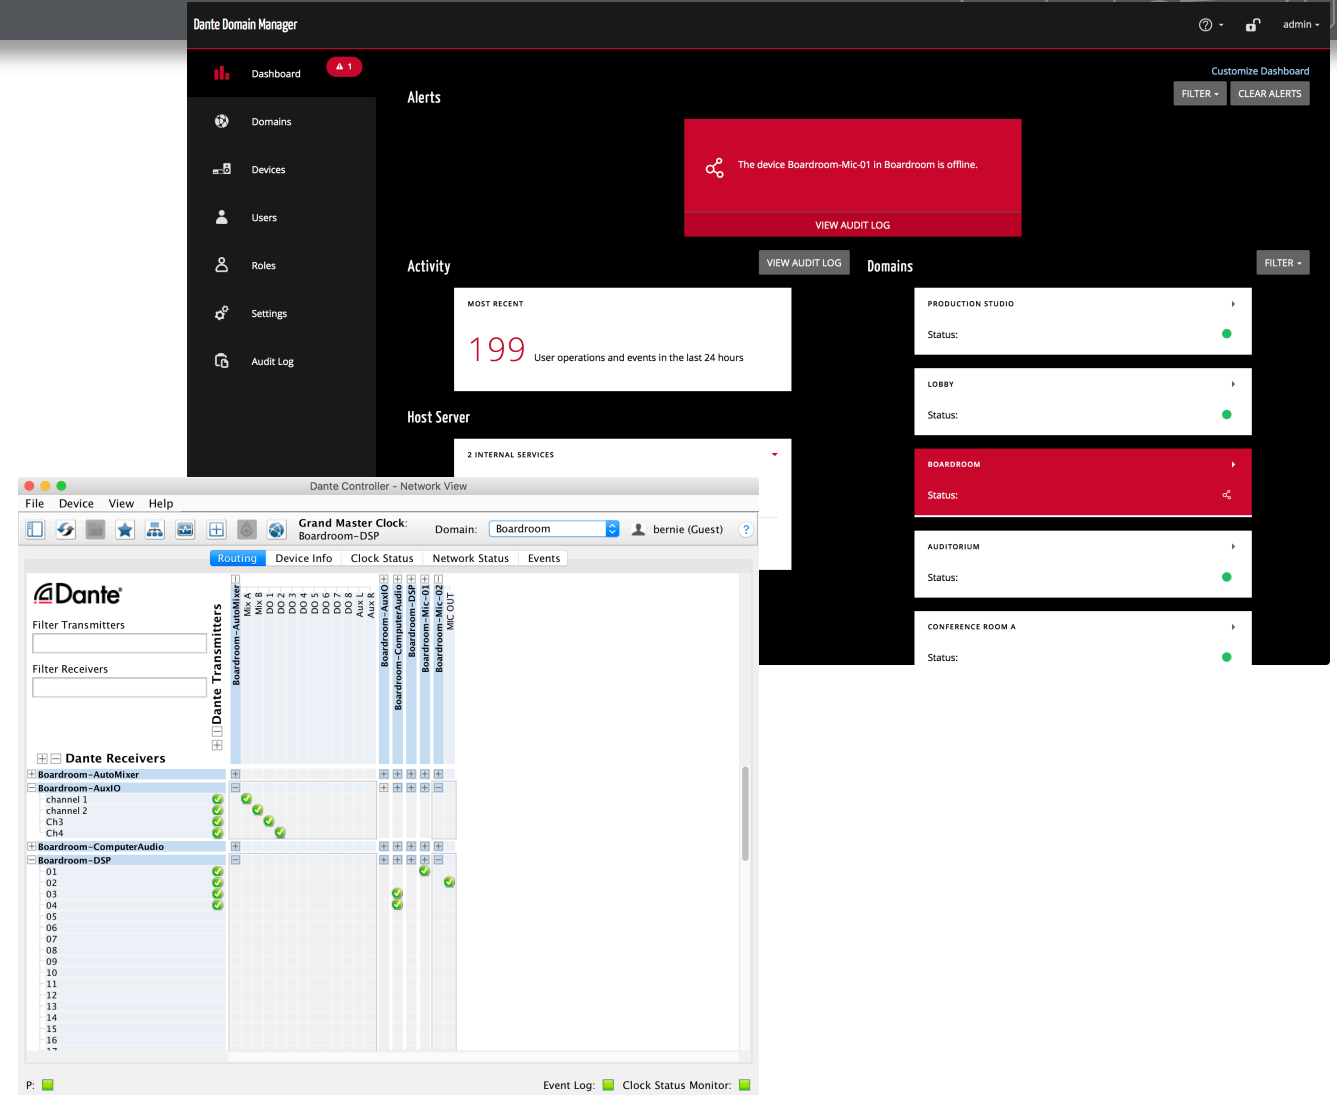 Dante Domain Manager
admin
Dashboard
1
Domains
Devices
Users
Roles
Settings
Audit Log
Customize Dashboard
Alerts
FILTER
CLEAR ALERTS
The device Boardroom-Mic-01 in Boardroom is offline.
VIEW AUDIT LOG
Activity
VIEW AUDIT LOG
MOST RECENT
199 User operations and events in the last 24 hours
Host Server
2 INTERNAL SERVICES
Domains
FILTER
PRODUCTION STUDIO
Status:
LOBBY
Status:
BOARDROOM
Status:
AUDITORIUM
Status:
CONFERENCE ROOM A
Status:
Dante Controller - Network View
File Device View Help
Grand Master Clock:
Boardroom-DSP
Domain: Boardroom
bernie (Guest)
?
Routing Device Info Clock Status Network Status Events
Dante
Filter Transmitters
Filter Receivers
Dante Transmitters
Boardroom-AutoMixer
Mix A
Mix B
DO 1
DO 2
DO 3
DO 4
DO 5
DO 6
DO 7
DO 8
Aux L
Aux R
Boardroom-AuxIO
Boardroom-ComputerAudio
Boardroom-DSP
Boardroom-Mic-01
Boardroom-Mic-02
MIC OUT
Dante Receivers
Boardroom-AutoMixer
Boardroom-AuxIO
channel 1
channel 2
Ch3
Ch4
Boardroom-ComputerAudio
Boardroom-DSP
01
02
03
04
05
06
07
08
09
10
11
12
13
14
15
16
17
P:
Event Log:
Clock Status Monitor: